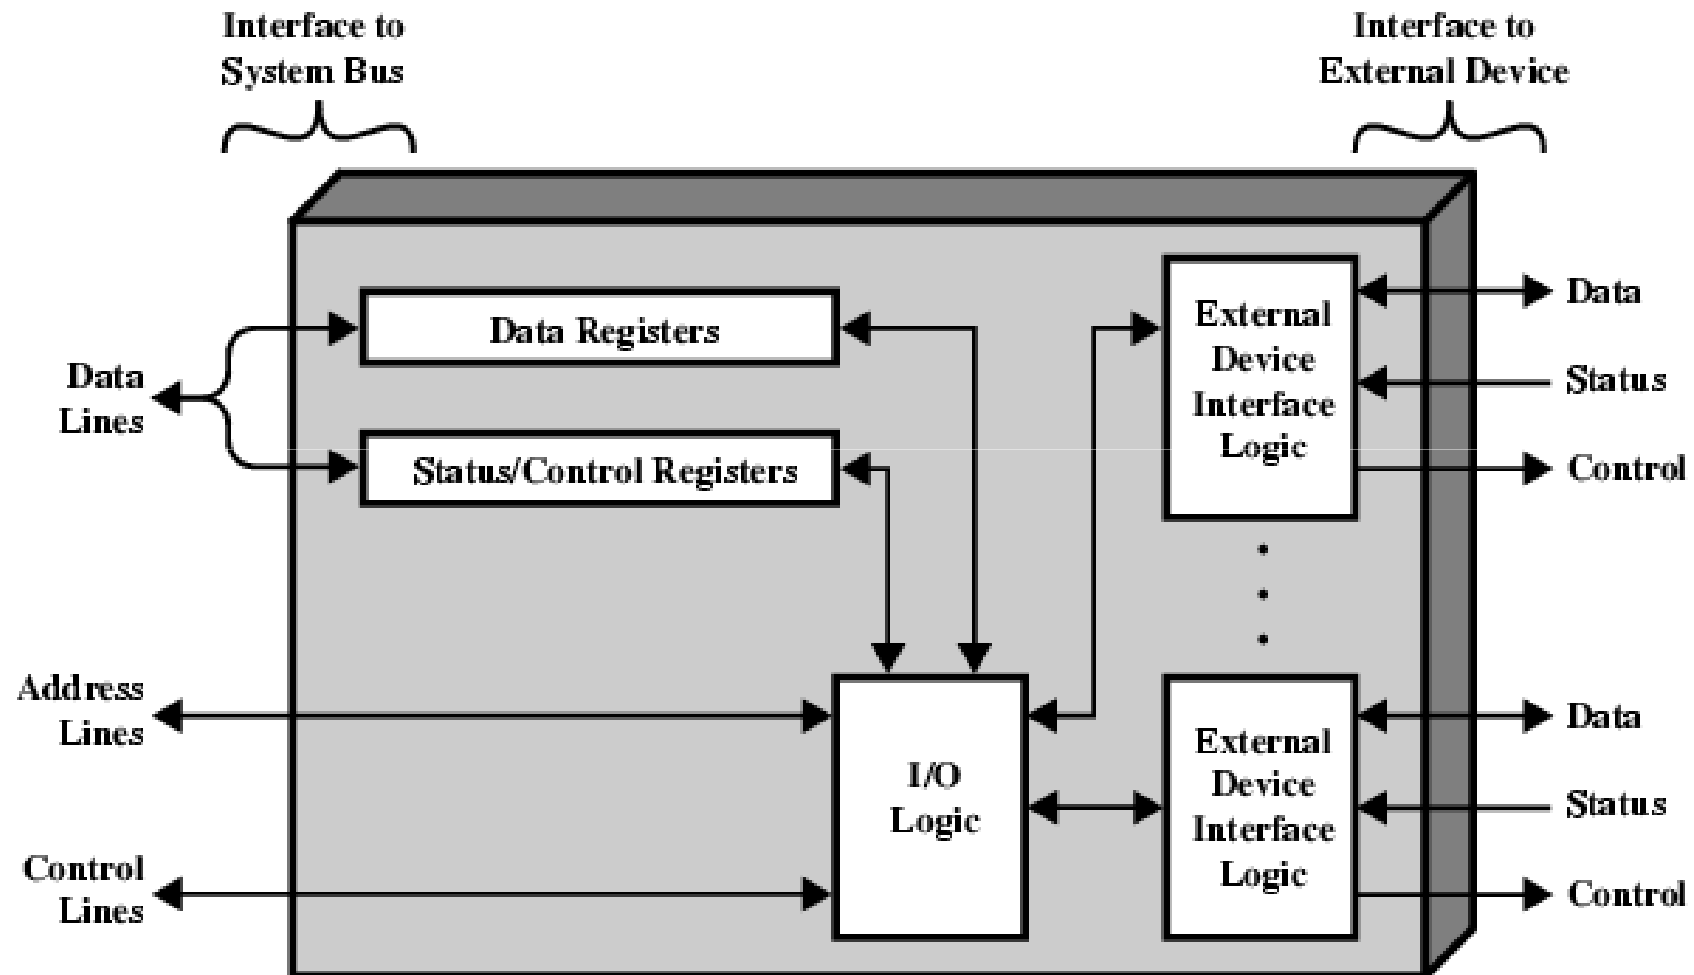 Interface to
System Bus
Interface to
External Device
Data Registers
Status/Control Registers
Data
Lines
Address
Lines
Control
Lines
I/O
Logic
External
Device
Interface
Logic
Data
Status
Control
External
Device
Interface
Logic
Data
Status
Control